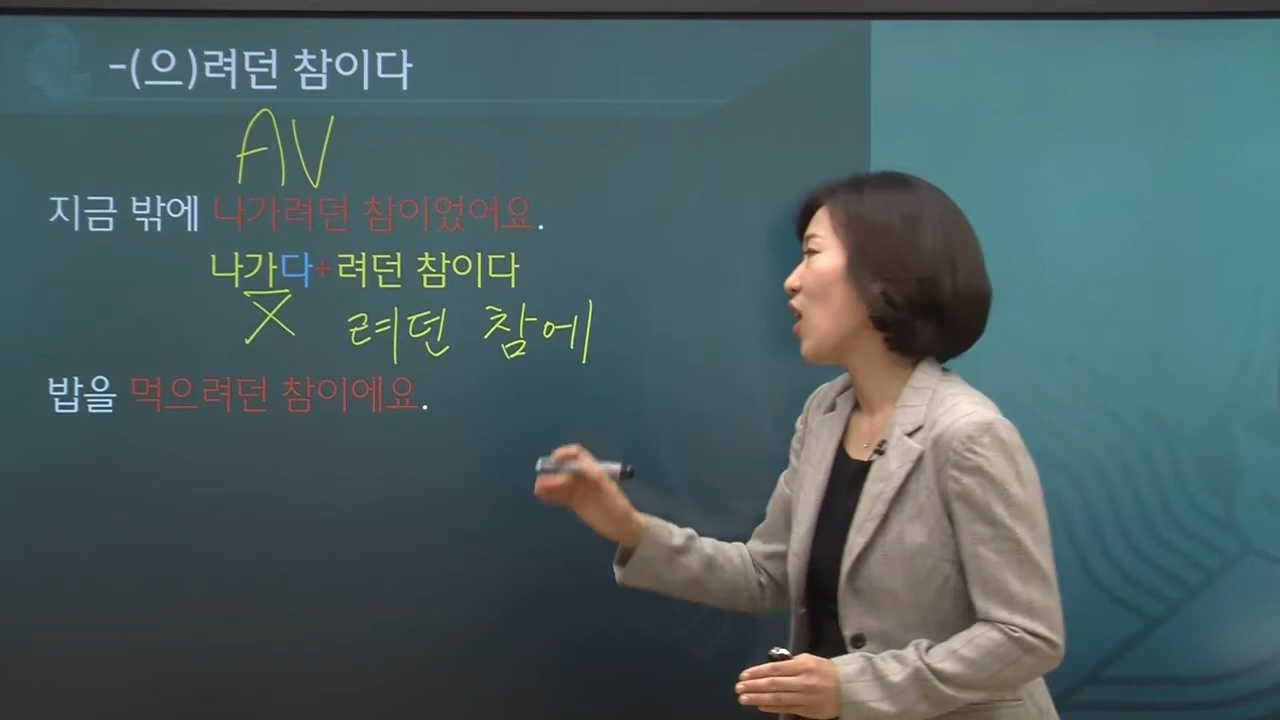 -(으)려던 참이다
AV
지금 밖에 나가려던 참이었어요.
나가다+려던 참이다
X 려던 참에
밥을 먹으려던 참이에요.